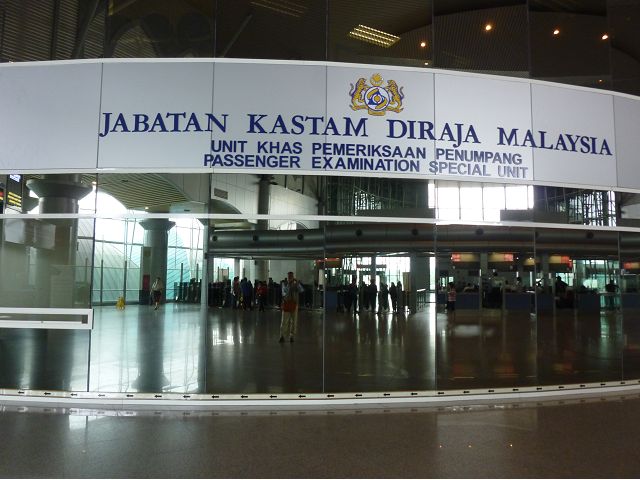 JABATAN KASTAM DIRAJA MALAYSIA
UNIT KHAS PEMERIKSAAN PENUMPANG
PASSENGER EXAMINATION SPECIAL UNIT